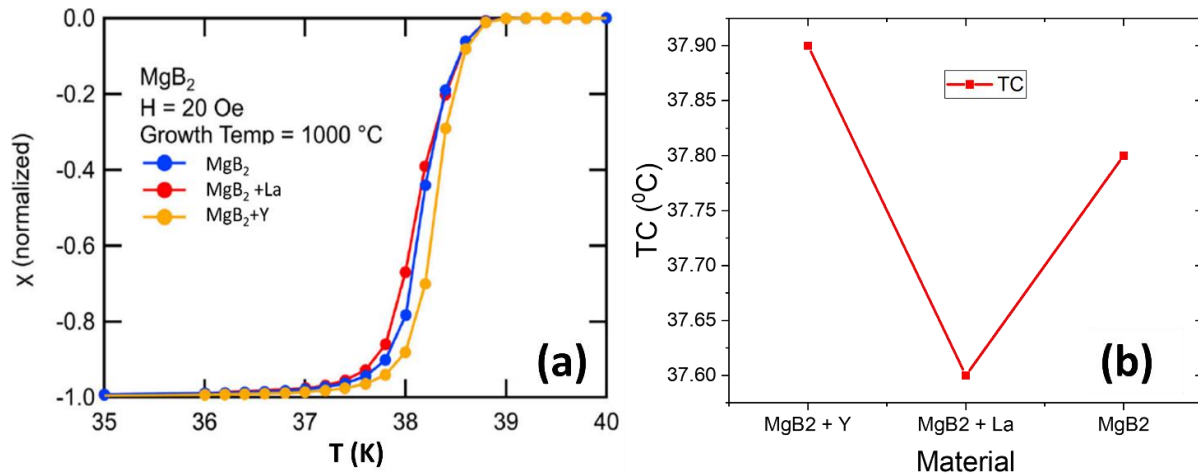 0.0
-0.2
-0.4
-0.6
-0.8
-1.0
x (normalized)
MgB₂
H = 20 Oe
Growth Temp = 1000 °C
MgB₂
MgB₂ +La
MgB₂+Y
(a)
35
36
37
38
39
40
T (K)
37.90
37.85
37.80
37.75
37.70
37.65
37.60
TC (⁰C)
TC
(b)
MgB2 + Y
MgB2 + La
MgB2
Material